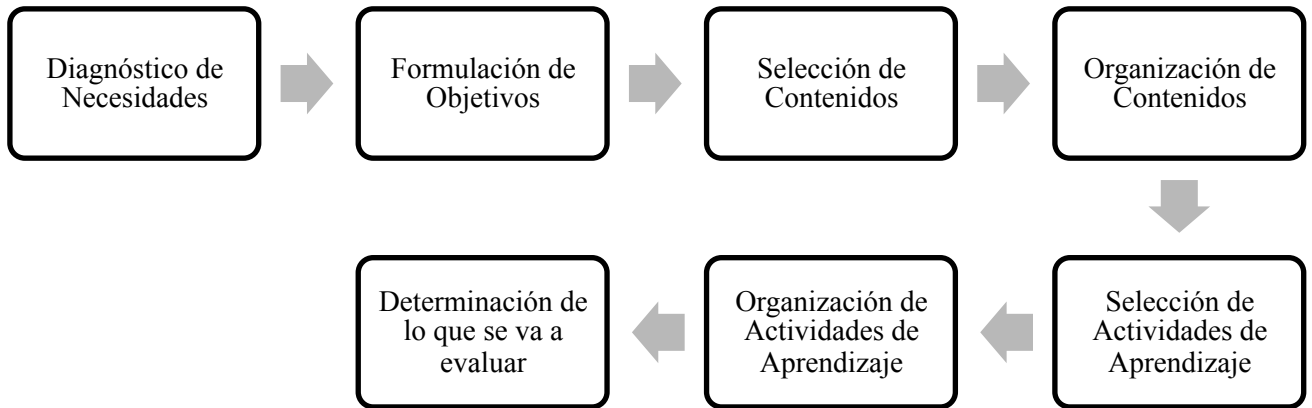 Diagnóstico de
Necesidades
Formulación de
Objetivos
Selección de
Contenidos
Organización de
Contenidos
Selección de
Actividades de
Aprendizaje
Organización de
Actividades de
Aprendizaje
Determinación de
lo que se va a
evaluar